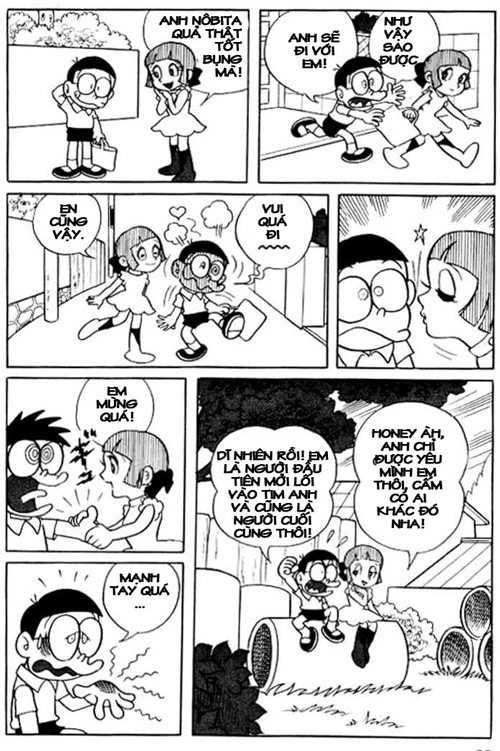 ANH NÔBITA
QUẢ THẬT
TỐT
BỤNG
MÀ!
ANH SẼ
ĐI VỚI
EM!
NHƯ
VẬY
SAO
ĐƯỢC
EN
CŨNG
VẬY.
VUI
QUÁ
ĐI
EM
MỪNG
QUÁ!
DĨ NHIÊN RỒI! EM
LÀ NGƯỜI ĐẦU
TIÊN MỞ LỐI
VÀO TIM ANH
VÀ CŨNG LÀ
NGƯỜI CUỐI
CÙNG THÔI!
HONEY ÀH,
ANH CHỈ
ĐƯỢC YÊU
MÌNH EM
THÔI, CẤM
CÓ AI
KHÁC ĐÓ
NHA!
MẠNH
TAY QUÁ
...